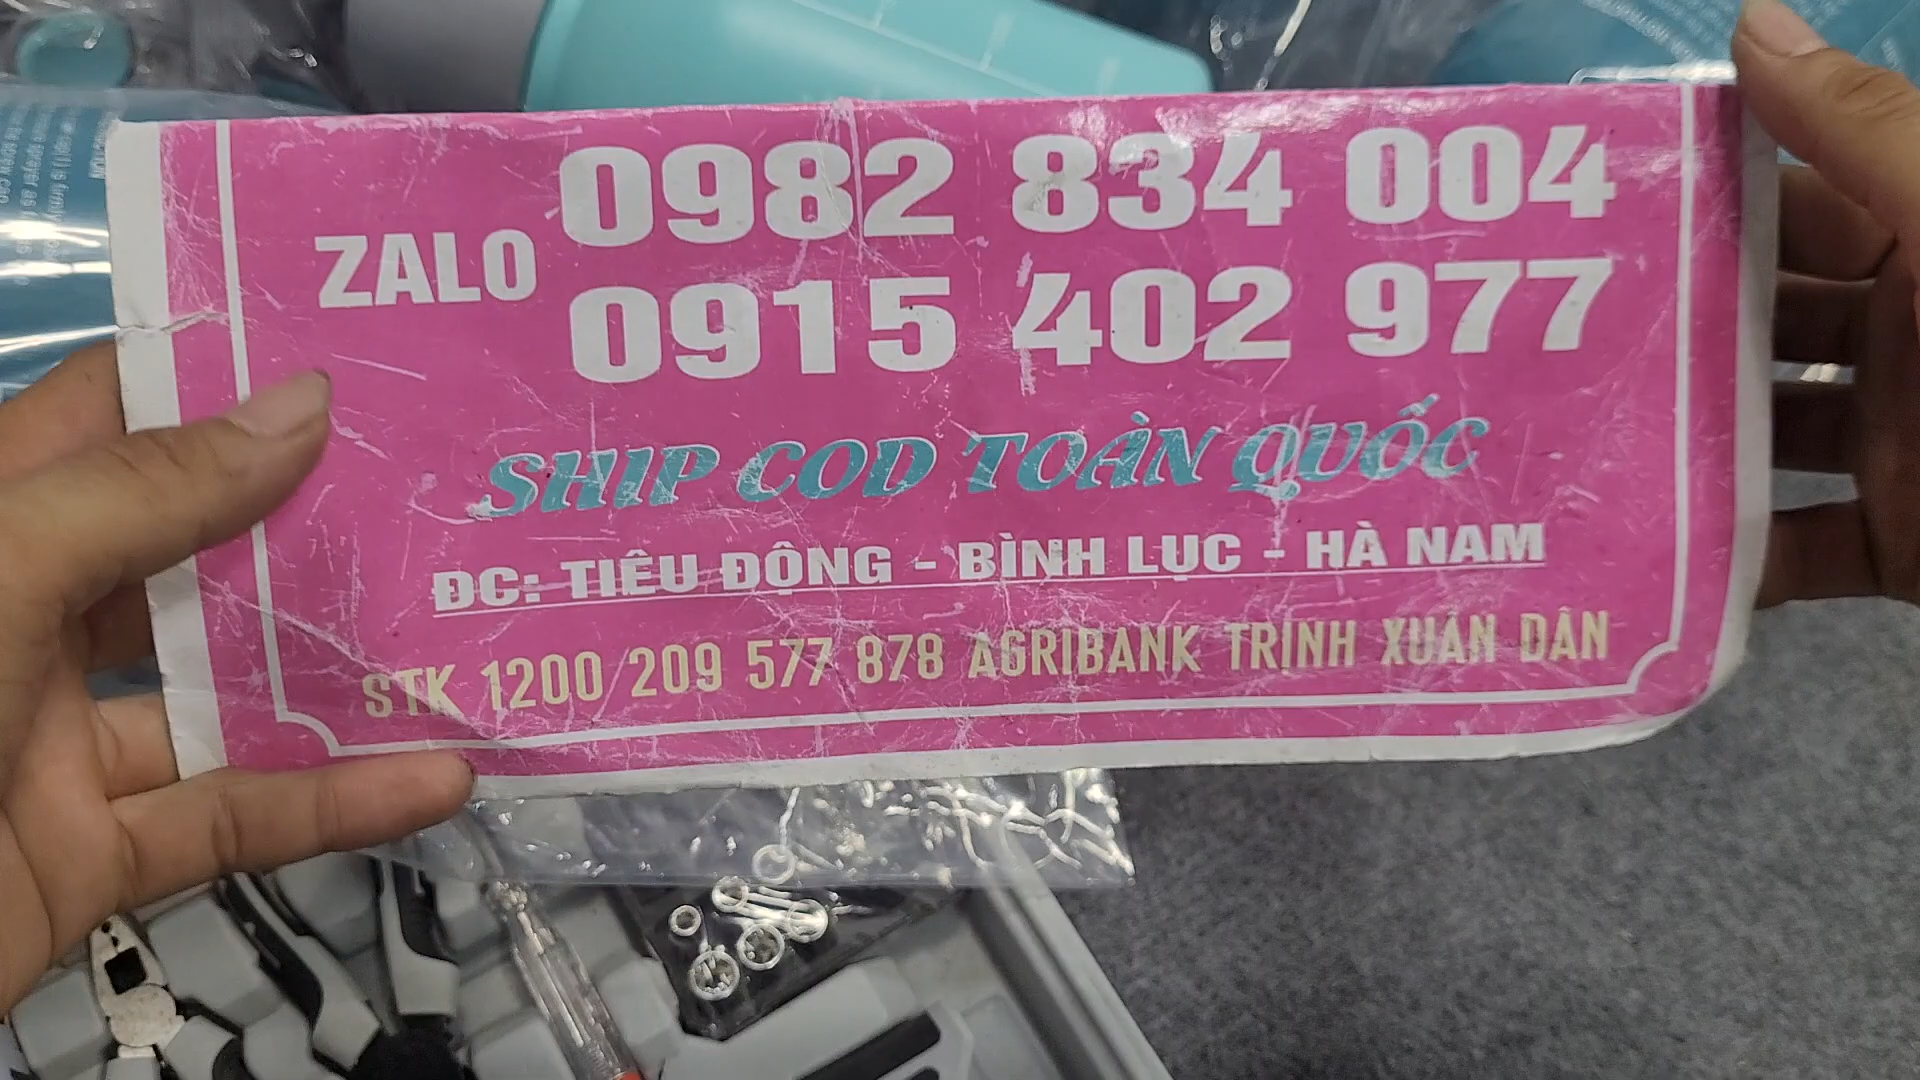 0982 834 004
ZALO
0915 402 977
SHIP COD TOÀN QUỐC
ĐC: TIÊU ĐỘNG - BÌNH LỤC - HÀ NAM
STK 1200 209 577 878 AGRIBANK TRỊNH XUÂN DÂN